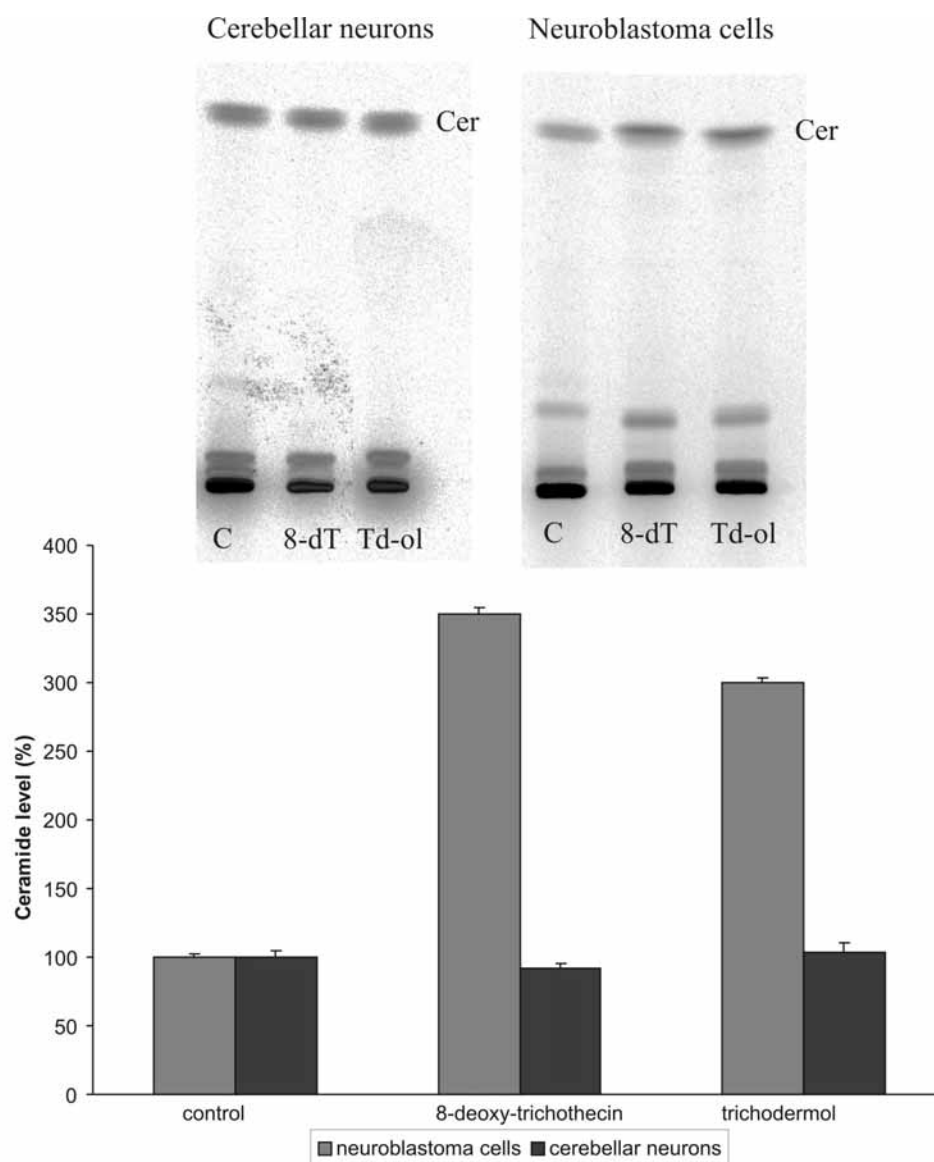 Cerebellar neurons
Neuroblastoma cells
Cer
Cer
C 8-dT Td-ol
C 8-dT Td-ol
Ceramide level (%)
400
350
300
250
200
150
100
50
0
control 8-deoxy-trichothecin trichodermol
neuroblastoma cells cerebellar neurons